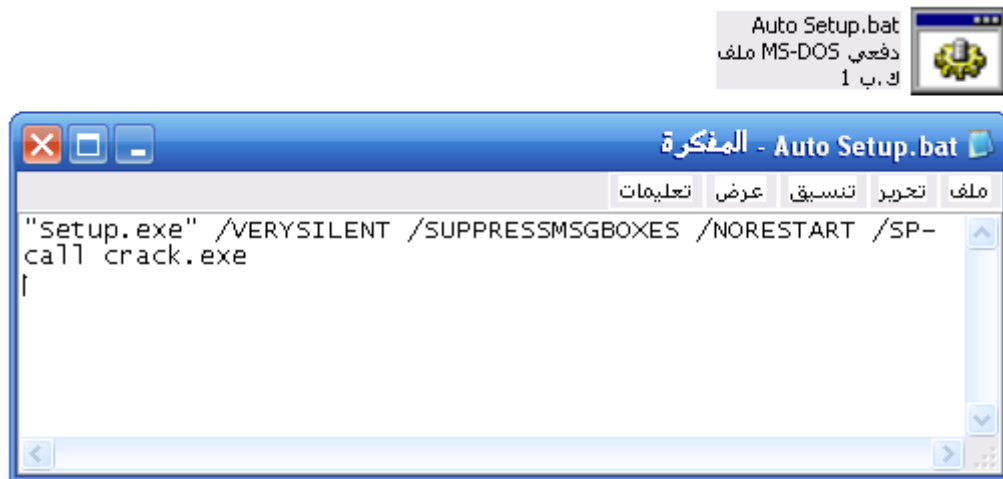 Auto Setup.bat
ملف MS-DOS دفعي
1 ك.ب
Auto Setup.bat - المفكرة
ملف تحرير تنسيق عرض تعليمات
"Setup.exe" /VERYSILENT /SUPPRESSMSGBOXES /NORESTART /SP-
call crack.exe